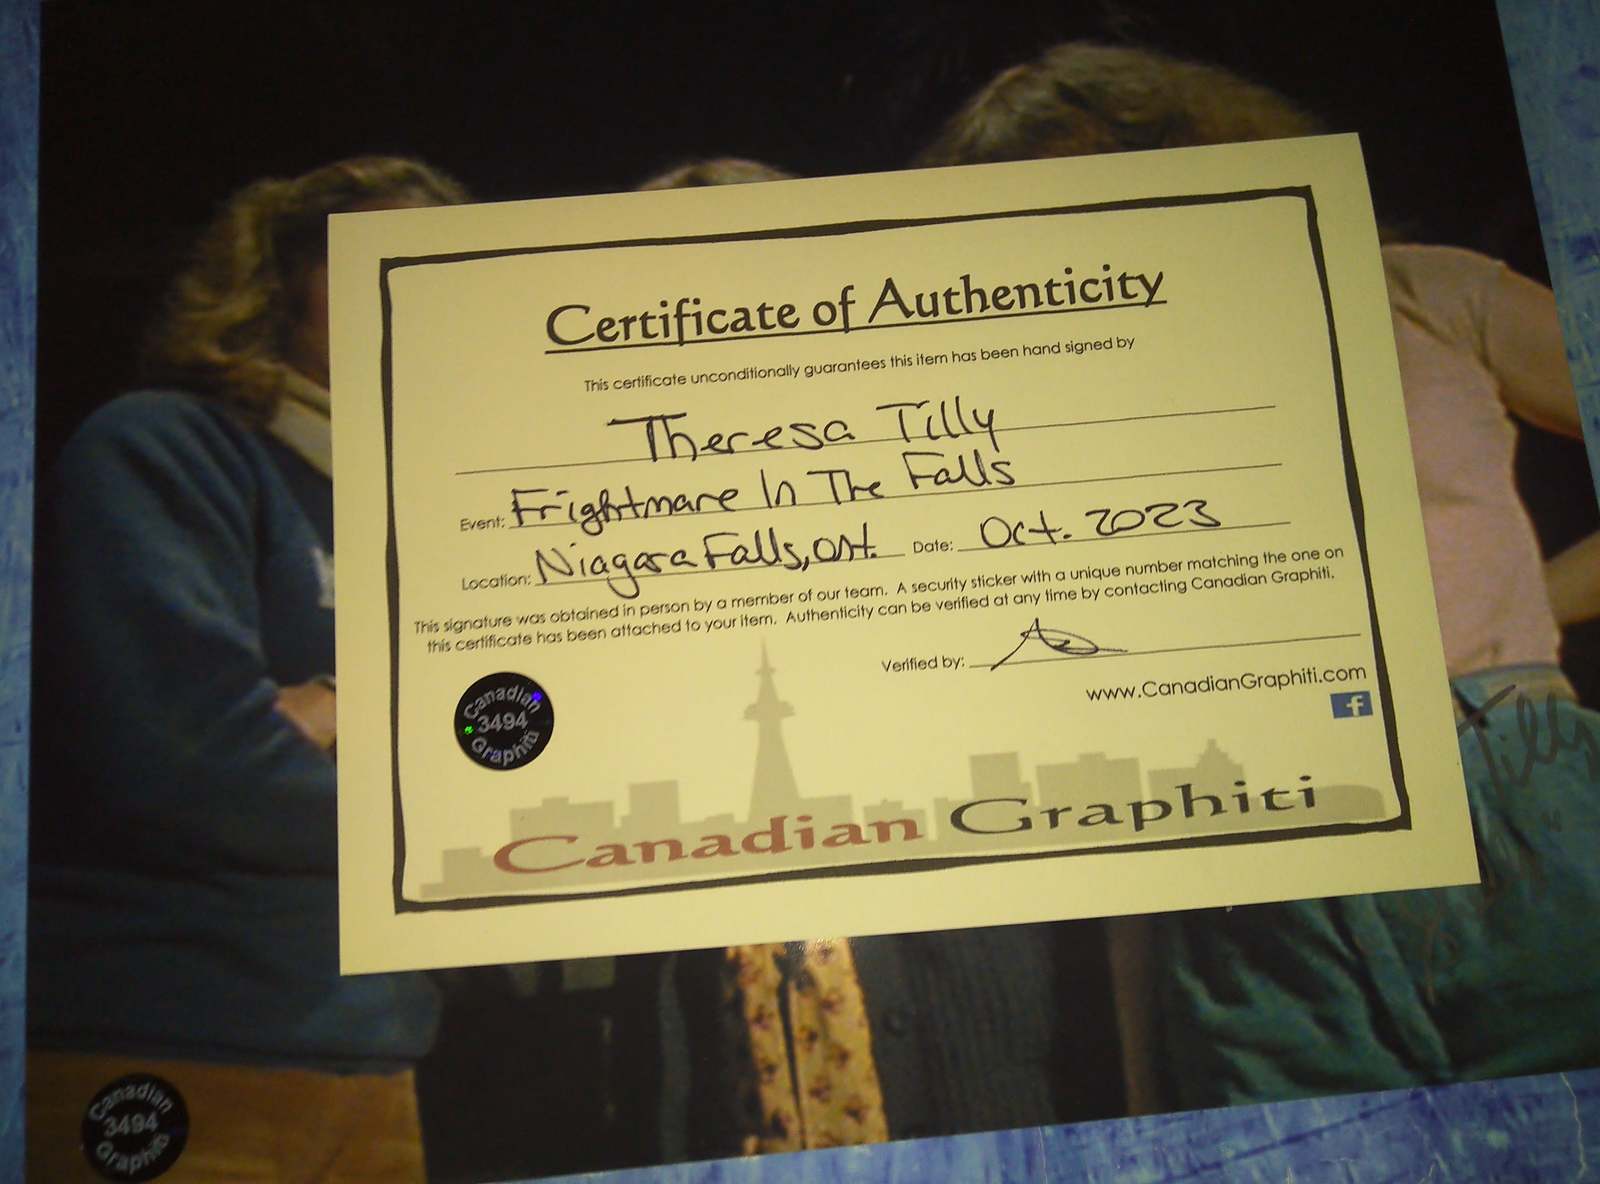 Certificate of Authenticity
This certificate unconditionally guarantees this item has been hand signed by
Theresa Tilly
Event: Frightmare In The Falls
Location: Niagara Falls, Ont. Date: Oct. 2023
This signature was obtained in person by a member of our team. A security sticker with a unique number matching the one on
this certificate has been attached to your item. Authenticity can be verified at any time by contacting Canadian Graphiti.
Verified by:
www.CanadianGraphiti.com
f
Canadian
3494
Graphiti
Canadian Graphiti
Tilly
Canadian
3494
Graphiti